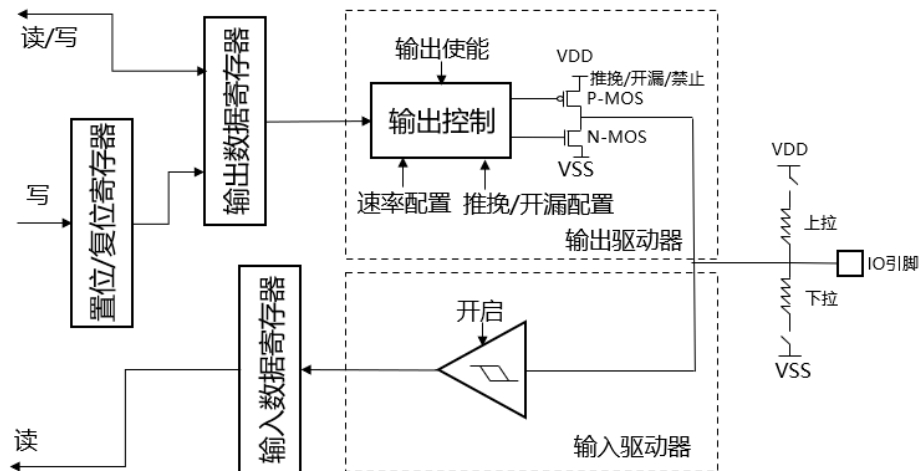 读/写
输出数据寄存器
写
置位/复位寄存器
输出使能
输出控制
速率配置
推挽/开漏配置
VDD
推挽/开漏/禁止
P-MOS
N-MOS
VSS
输出驱动器
VDD
上拉
IO引脚
下拉
VSS
开启
输入驱动器
输入数据寄存器
读